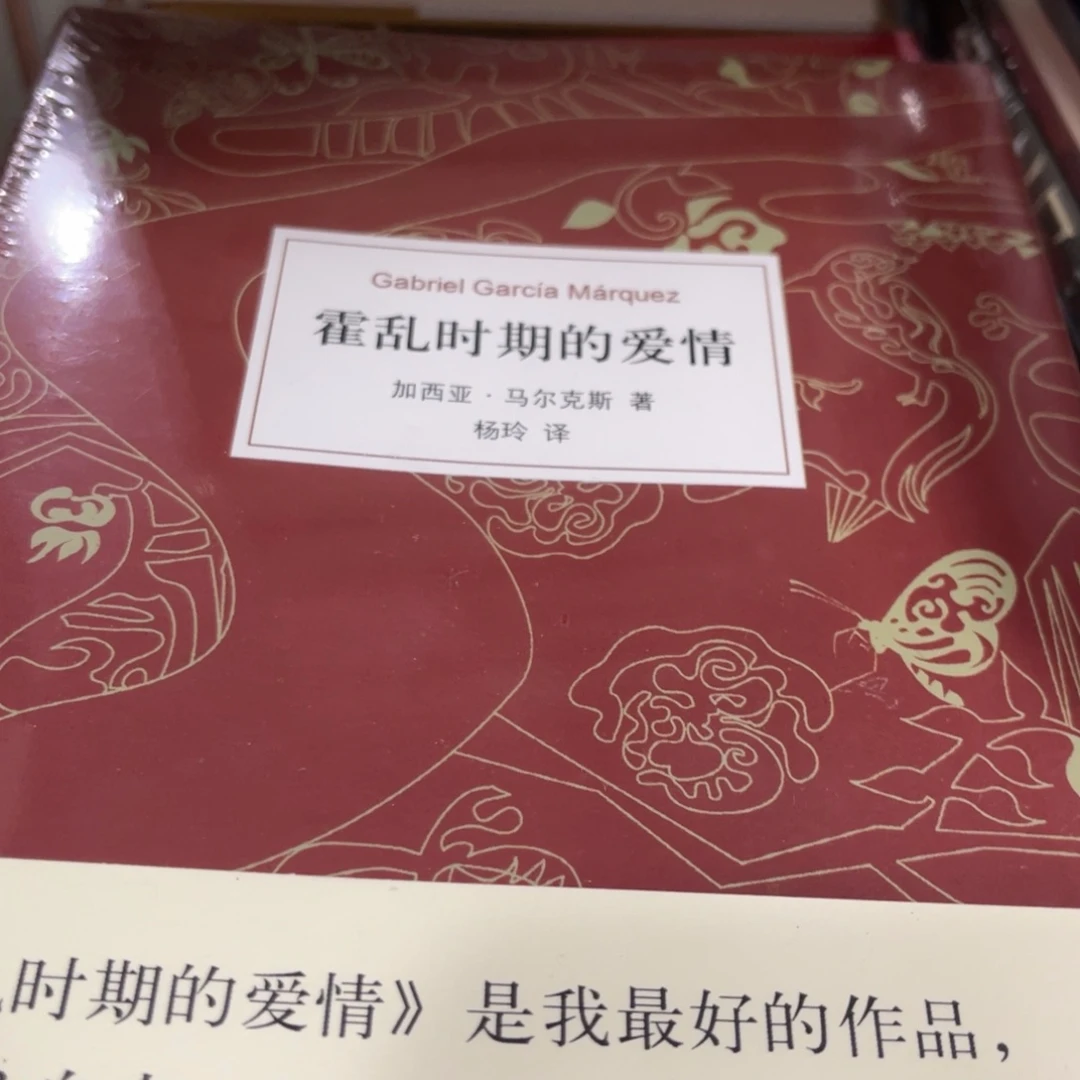 Gabriel García Márquez
霍乱时期的爱情
加西亚·马尔克斯 著
杨玲 译
时期的爱情》是我最好的作品，